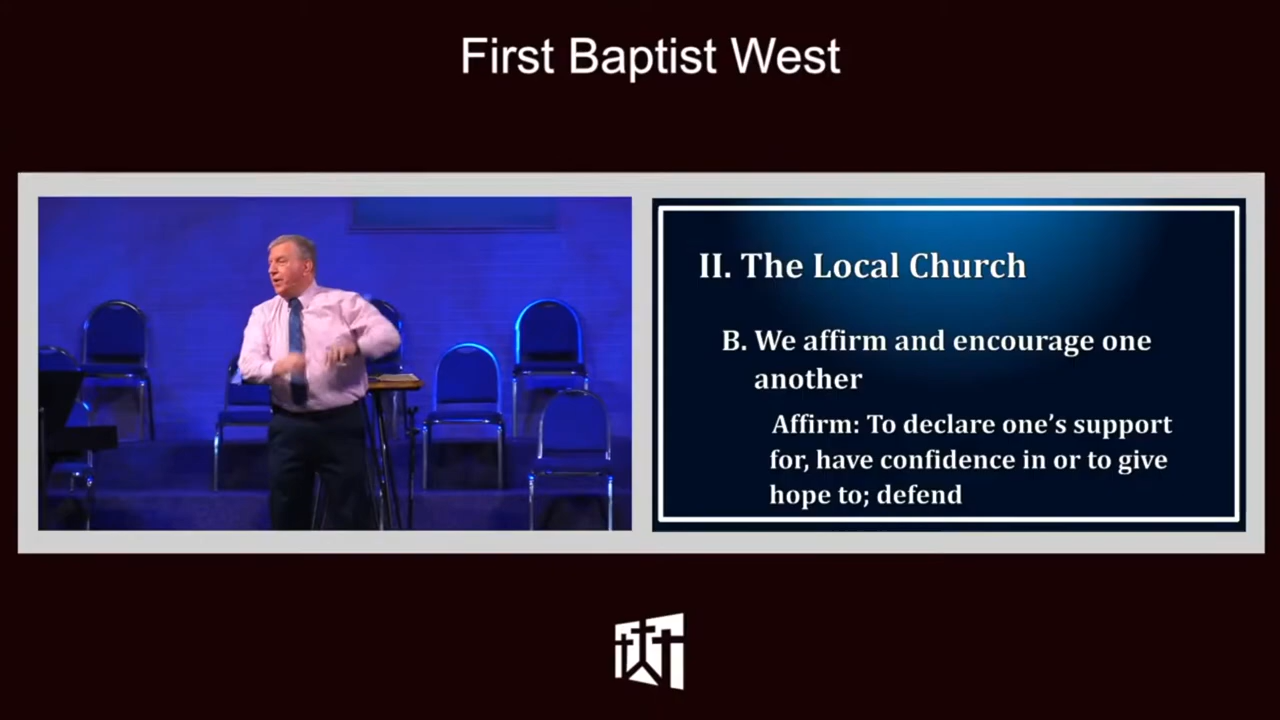 First Baptist West
II. The Local Church
B. We affirm and encourage one
another
Affirm: To declare one’s support
for, have confidence in or to give
hope to; defend